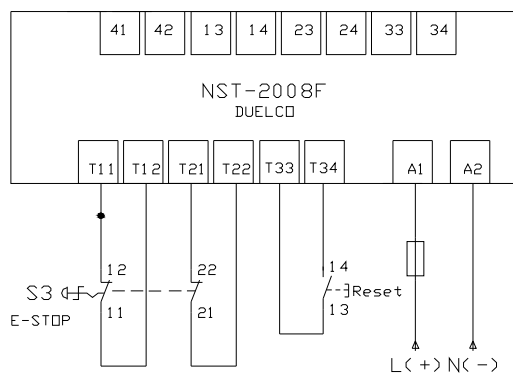 41 42 13 14 23 24 33 34
NST-2008F
DUELCO
T11 T12 T21 T22 T33 T34 A1 A2
12 22 14
S3 Reset
11 21 13
E-STOP
L(+) N(-)